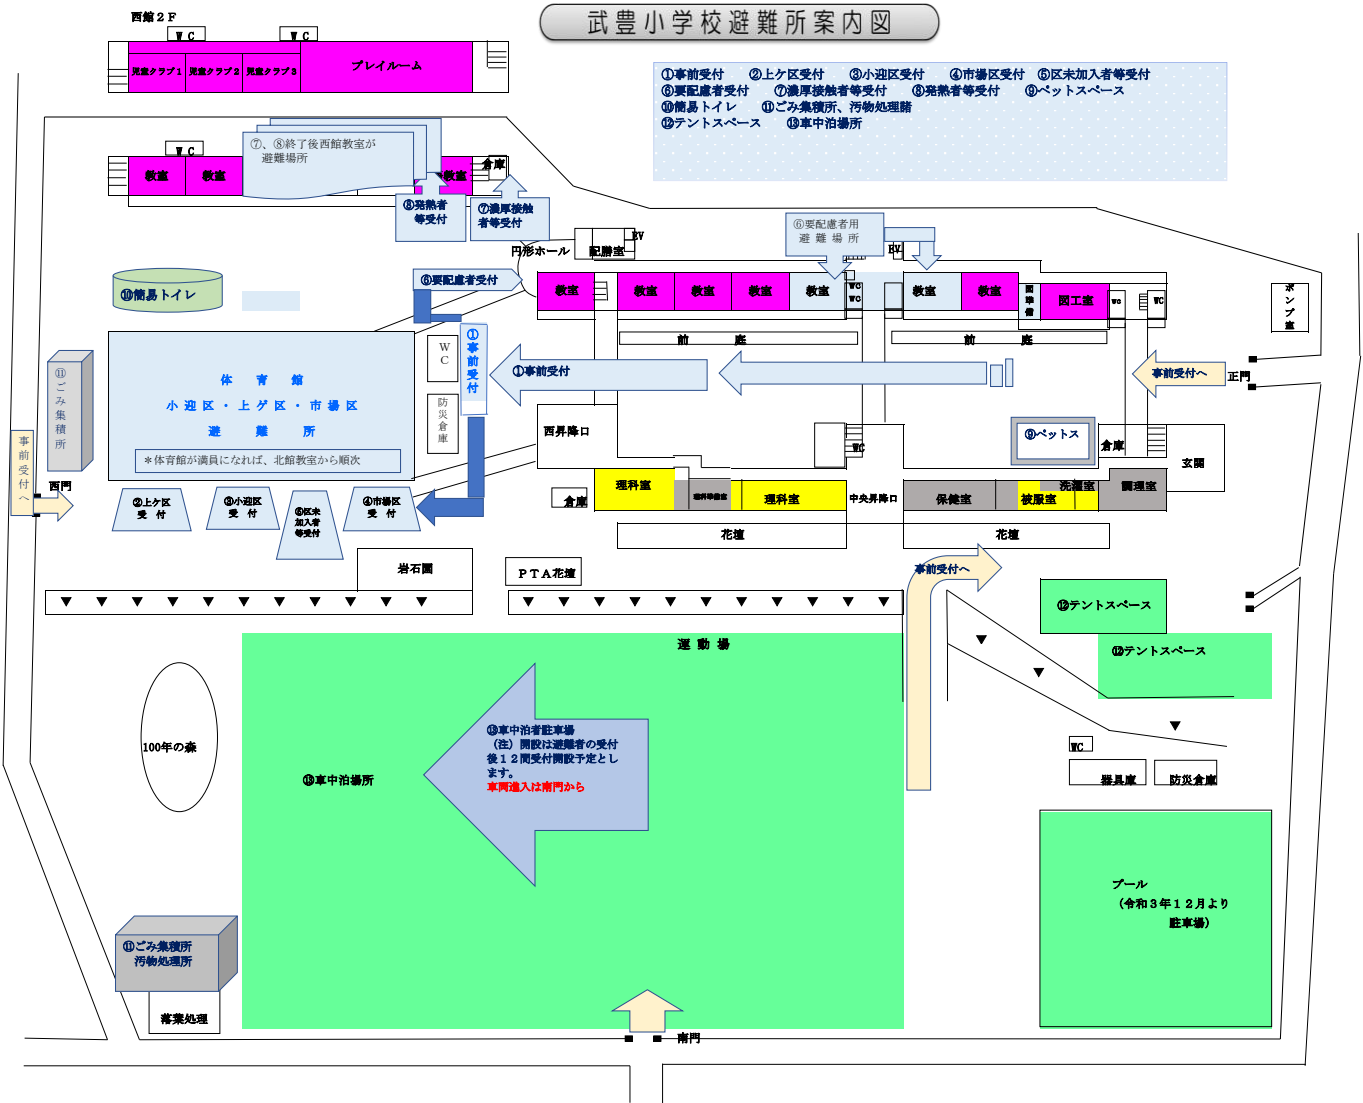 武豊小学校避難所案内図
西館２Ｆ
ＷＣ
ＷＣ
児童クラブ１
児童クラブ２
児童クラブ３
プレイルーム
①事前受付 ②上ケ区受付 ③小迎区受付 ④市場区受付 ⑤区未加入者等受付
⑥要配慮者受付 ⑦濃厚接触者等受付 ⑧発熱者等受付 ⑨ペットスペース
⑩簡易トイレ ⑪ごみ集積所、汚物処理諸
⑫テントスペース ⑬車中泊場所
ＷＣ
⑦、⑧終了後西館教室が
避難場所
教室
教室
教室
倉庫
⑧発熱者
等受付
⑦濃厚接触
者等受付
⑥要配慮者用
避難場所
円形ホール
配膳室
EV
EV
⑥要配慮者受付
⑩簡易トイレ
教室
教室
教室
教室
教室
WC
WC
教室
教室
図準備
図工室
WC
WC
ポンプ室
前庭
前庭
ＷＣ
①事前受付
①事前受付
事前受付へ
正門
体育館
小迎区・上ゲ区・市場区
避難所
＊体育館が満員になれば、北館教室から順次
⑪ごみ集積所
防災倉庫
事前受付へ
西門
西昇降口
WC
⑨ペットス
倉庫
玄関
②上ケ区
受付
③小迎区
受付
⑤区未
加入者
等受付
④市場区
受付
倉庫
理科室
理科準備室
理科室
中央昇降口
保健室
被服室
洗濯室
調理室
花壇
花壇
岩石園
ＰＴＡ花壇
事前受付へ
⑫テントスペース
⑫テントスペース
運動場
100年の森
⑬車中泊場所
⑬車中泊者駐車場
（注）開設は避難者の受付
後１２間受付開設予定とし
ます。
車両進入は南門から
WC
器具庫
防災倉庫
プール
（令和３年１２月より
駐車場）
⑪ごみ集積所
汚物処理所
落葉処理
南門